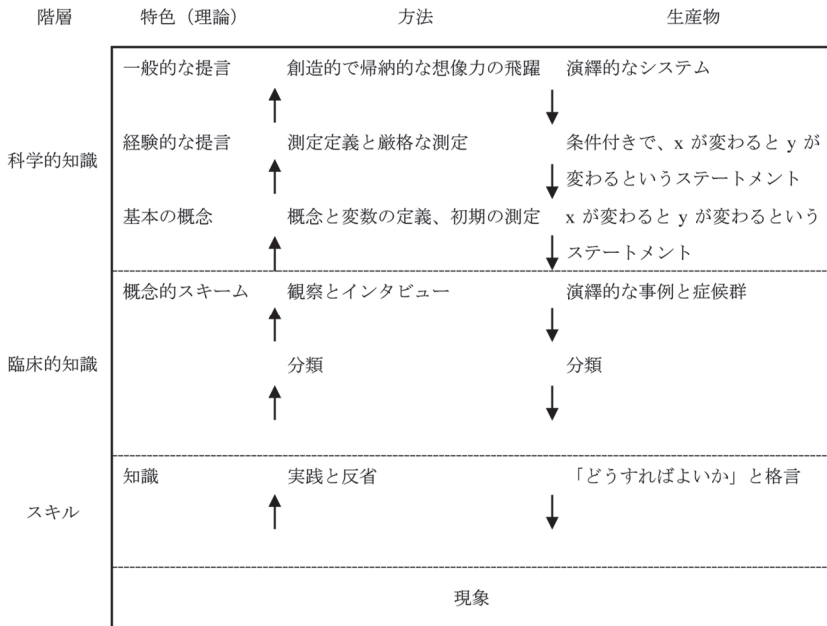 階層 特色（理論） 方法 生産物
一般的な提言 創造的で帰納的な想像力の飛躍 演繹的なシステム
経験的な提言 測定定義と厳格な測定 条件付きで、x が変わると y が
科学的知識 変わるというステートメント
基本の概念 概念と変数の定義、初期の測定 x が変わると y が変わるという
ステートメント
概念的スキーム 観察とインタビュー 演繹的な事例と症候群
臨床的知識 分類 分類
知識 実践と反省 「どうすればよいか」と格言
スキル
現象